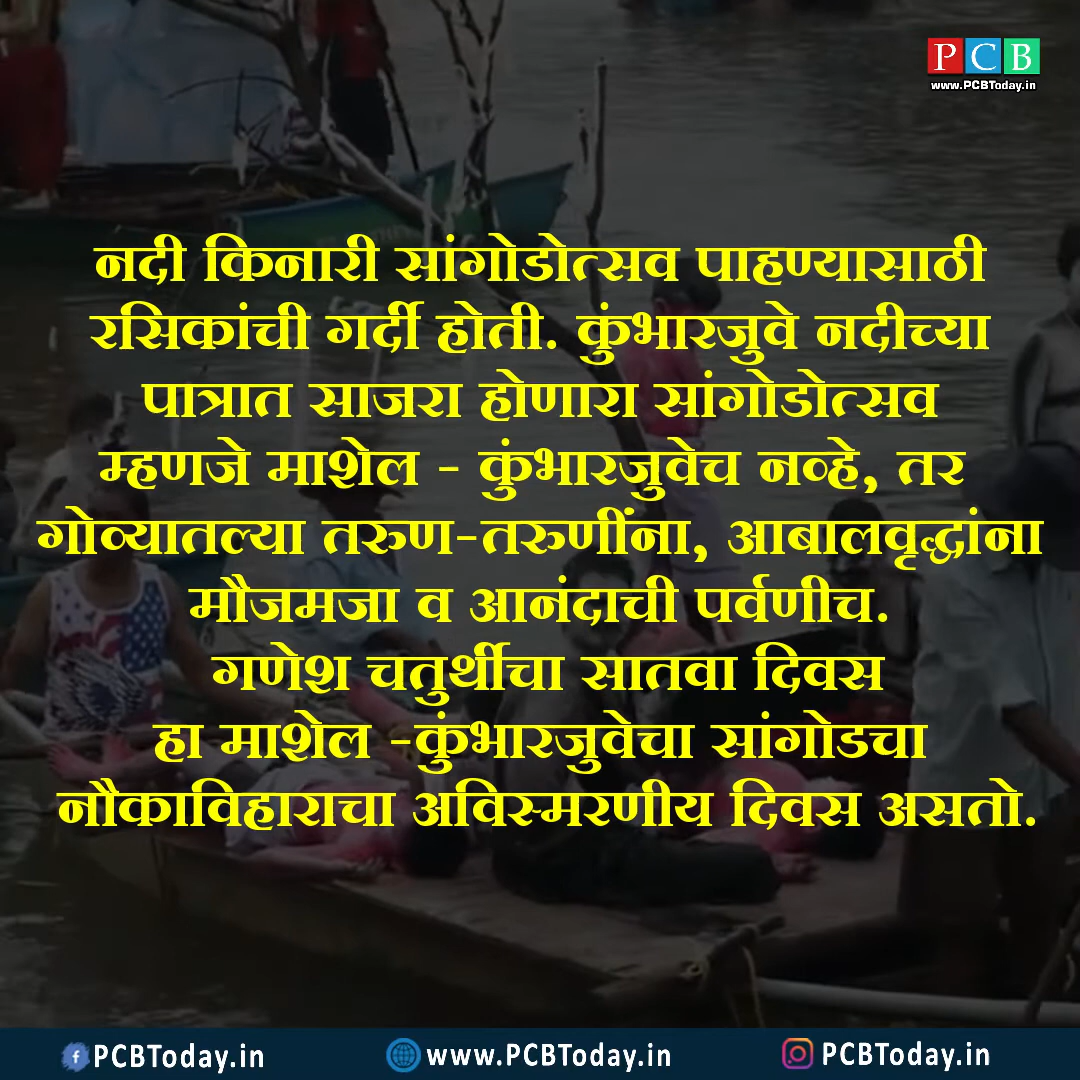 PCB
www.PCBToday.in
नदी किनारी सांगोडोत्सव पाहण्यासाठी
रसिकांची गर्दी होती. कुंभारजुवे नदीच्या
पात्रात साजरा होणारा सांगोडोत्सव
म्हणजे माशेल - कुंभारजुवेच नव्हे, तर
गोव्यातल्या तरुण-तरुणींना, आबालवृद्धांना
मौजमजा व आनंदाची पर्वणीच.
गणेश चतुर्थीचा सातवा दिवस
हा माशेल -कुंभारजुवेचा सांगोडचा
नौकाविहाराचा अविस्मरणीय दिवस असतो.
PCBToday.in www.PCBToday.in PCBToday.in